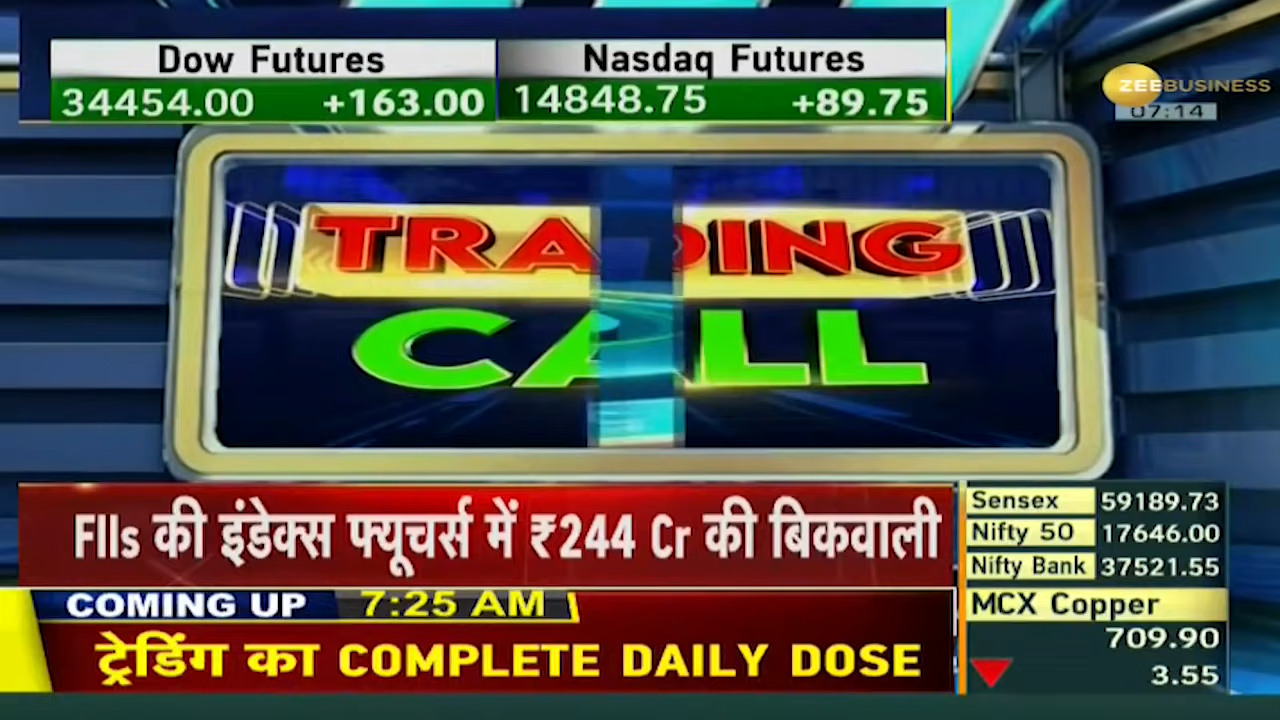 Dow Futures
Nasdaq Futures
34454.00 +163.00
14848.75 +89.75
ZEEBUSINESS
07:14
TRADING
CALL
FIIs की इंडेक्स फ्यूचर्स में ₹244 Cr की बिकवाली
COMING UP 7:25 AM
ट्रेडिंग का COMPLETE DAILY DOSE
Sensex 59189.73
Nifty 50 17646.00
Nifty Bank 37521.55
MCX Copper
709.90
3.55